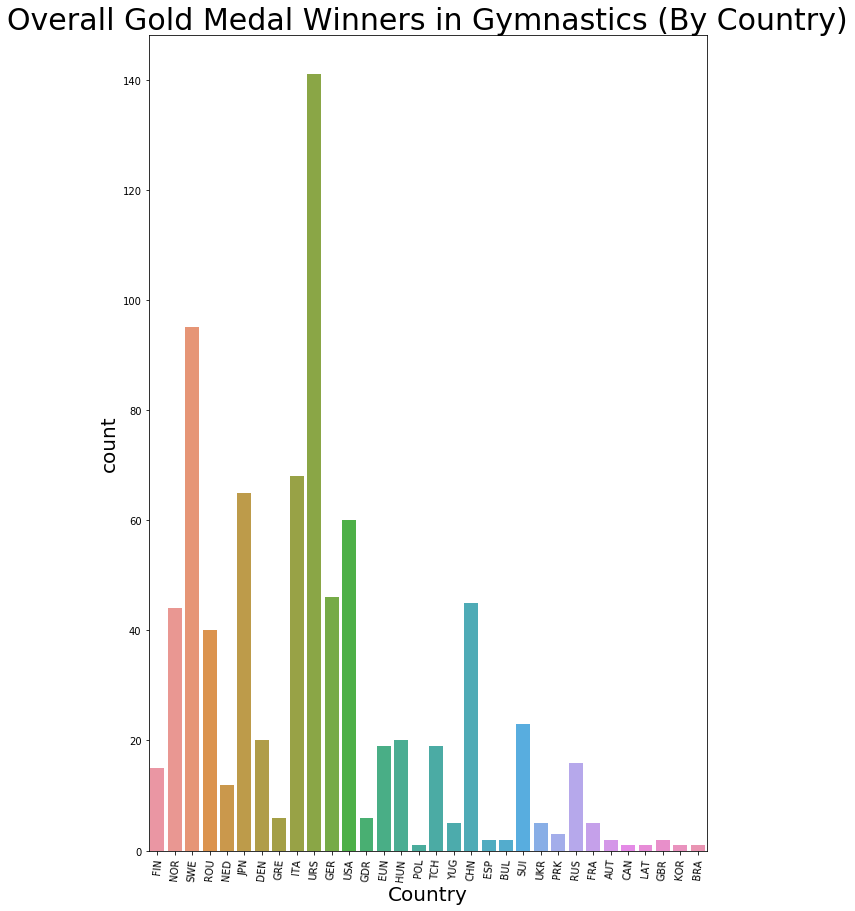 Overall Gold Medal Winners in Gymnastics (By Country)
140
120
100
80
60
40
20
0
count
FIN NOR SWE ROU NED JPN DEN GRE ITA URS GER USA GDR EUN HUN POL TCH YUG CHN ESP BUL SUI UKR PRK RUS FRA AUT CAN LAT GBR KOR BRA
Country